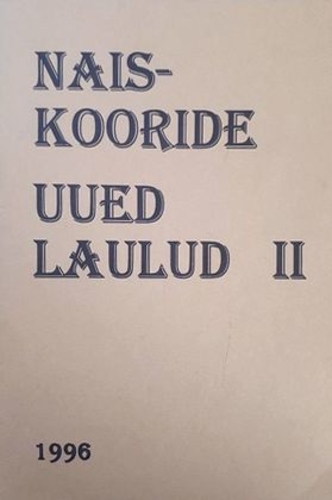 NAIS-
KOORIDE
UUED
LAULUD II
1996